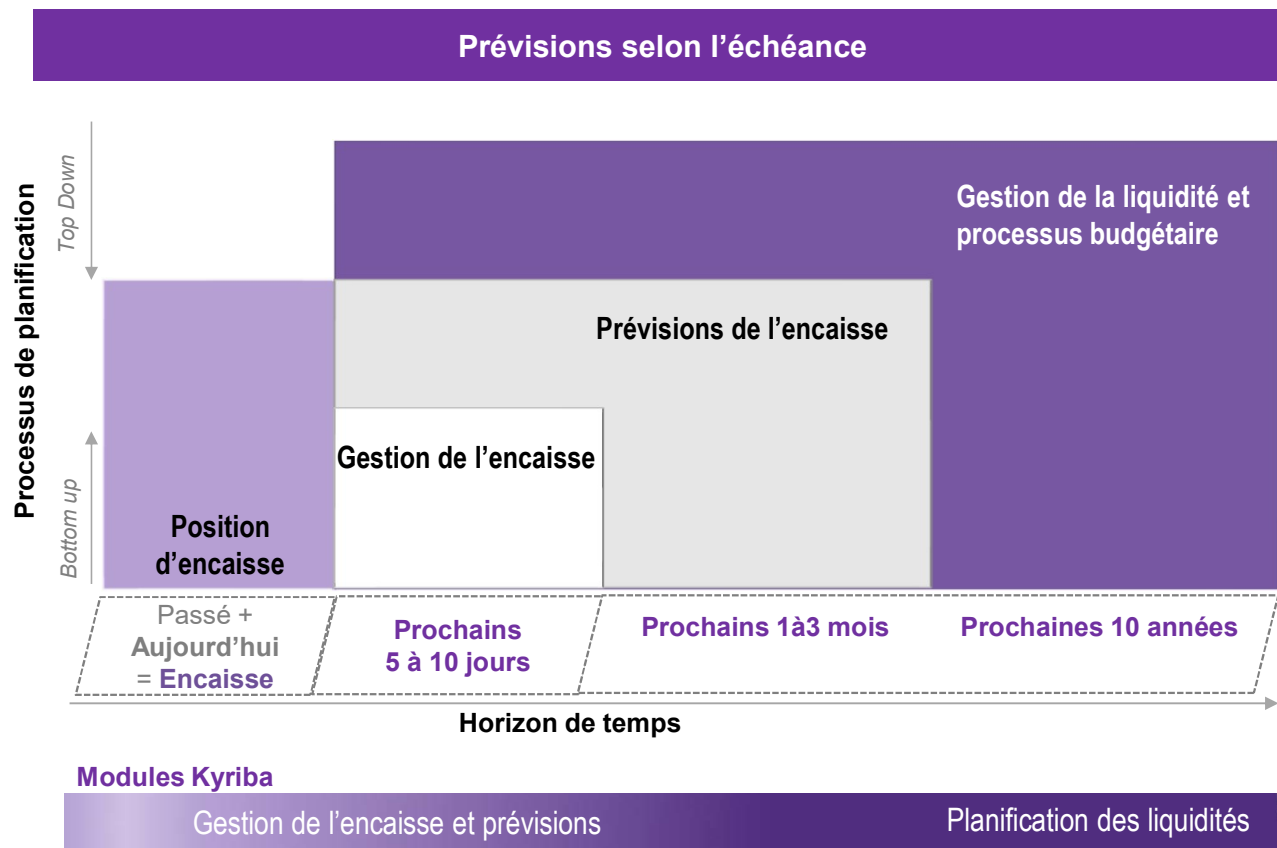 Prévisions selon l’échéance
Processus de planification
Top Down
Bottom up
Gestion de la liquidité et
processus budgétaire
Prévisions de l’encaisse
Gestion de l’encaisse
Position
d’encaisse
Passé +
Aujourd’hui
= Encaisse
Prochains
5 à 10 jours
Prochains 1à3 mois
Prochaines 10 années
Horizon de temps
Modules Kyriba
Gestion de l’encaisse et prévisions
Planification des liquidités